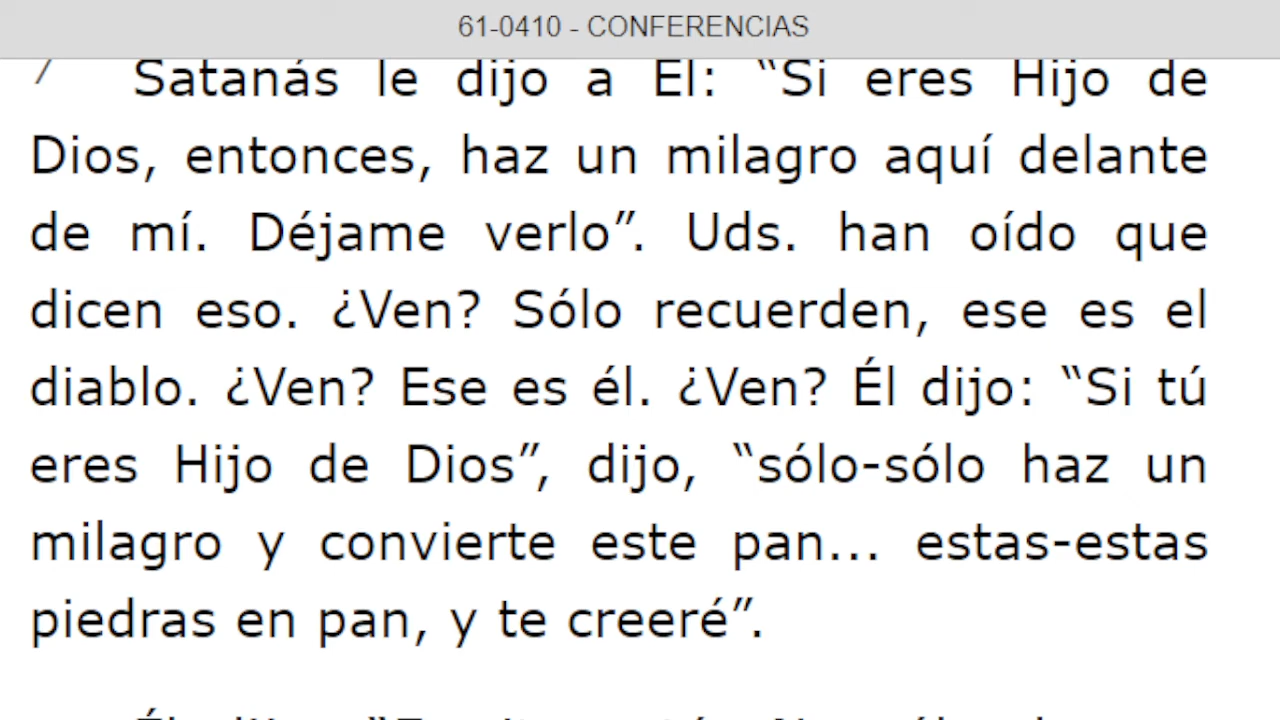 61-0410 - CONFERENCIAS
Satanás le dijo a Él: “Si eres Hijo de
Dios, entonces, haz un milagro aquí delante
de mí. Déjame verlo”. Uds. han oído que
dicen eso. ¿Ven? Sólo recuerden, ese es el
diablo. ¿Ven? Ese es él. ¿Ven? Él dijo: “Si tú
eres Hijo de Dios”, dijo, “sólo-sólo haz un
milagro y convierte este pan... estas-estas
piedras en pan, y te creeré”.